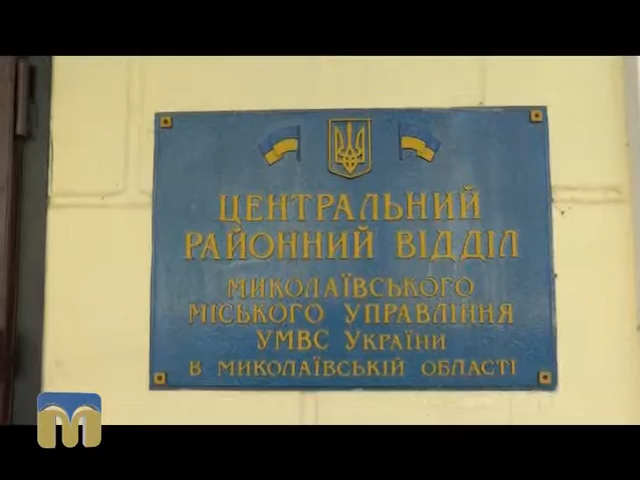 ЦЕНТРАЛЬНИЙ
РАЙОННИЙ ВІДДІЛ
МИКОЛАЇВСЬКОГО
МІСЬКОГО УПРАВЛІННЯ
УМВС УКРАЇНИ
В МИКОЛАЇВСЬКІЙ ОБЛАСТІ
М